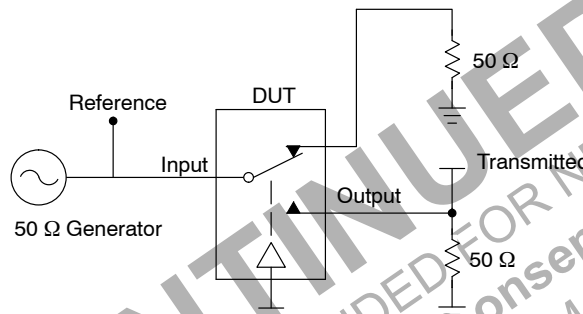 50 Ω
Reference
DUT
Input
Transmitted
Output
50 Ω Generator
50 Ω